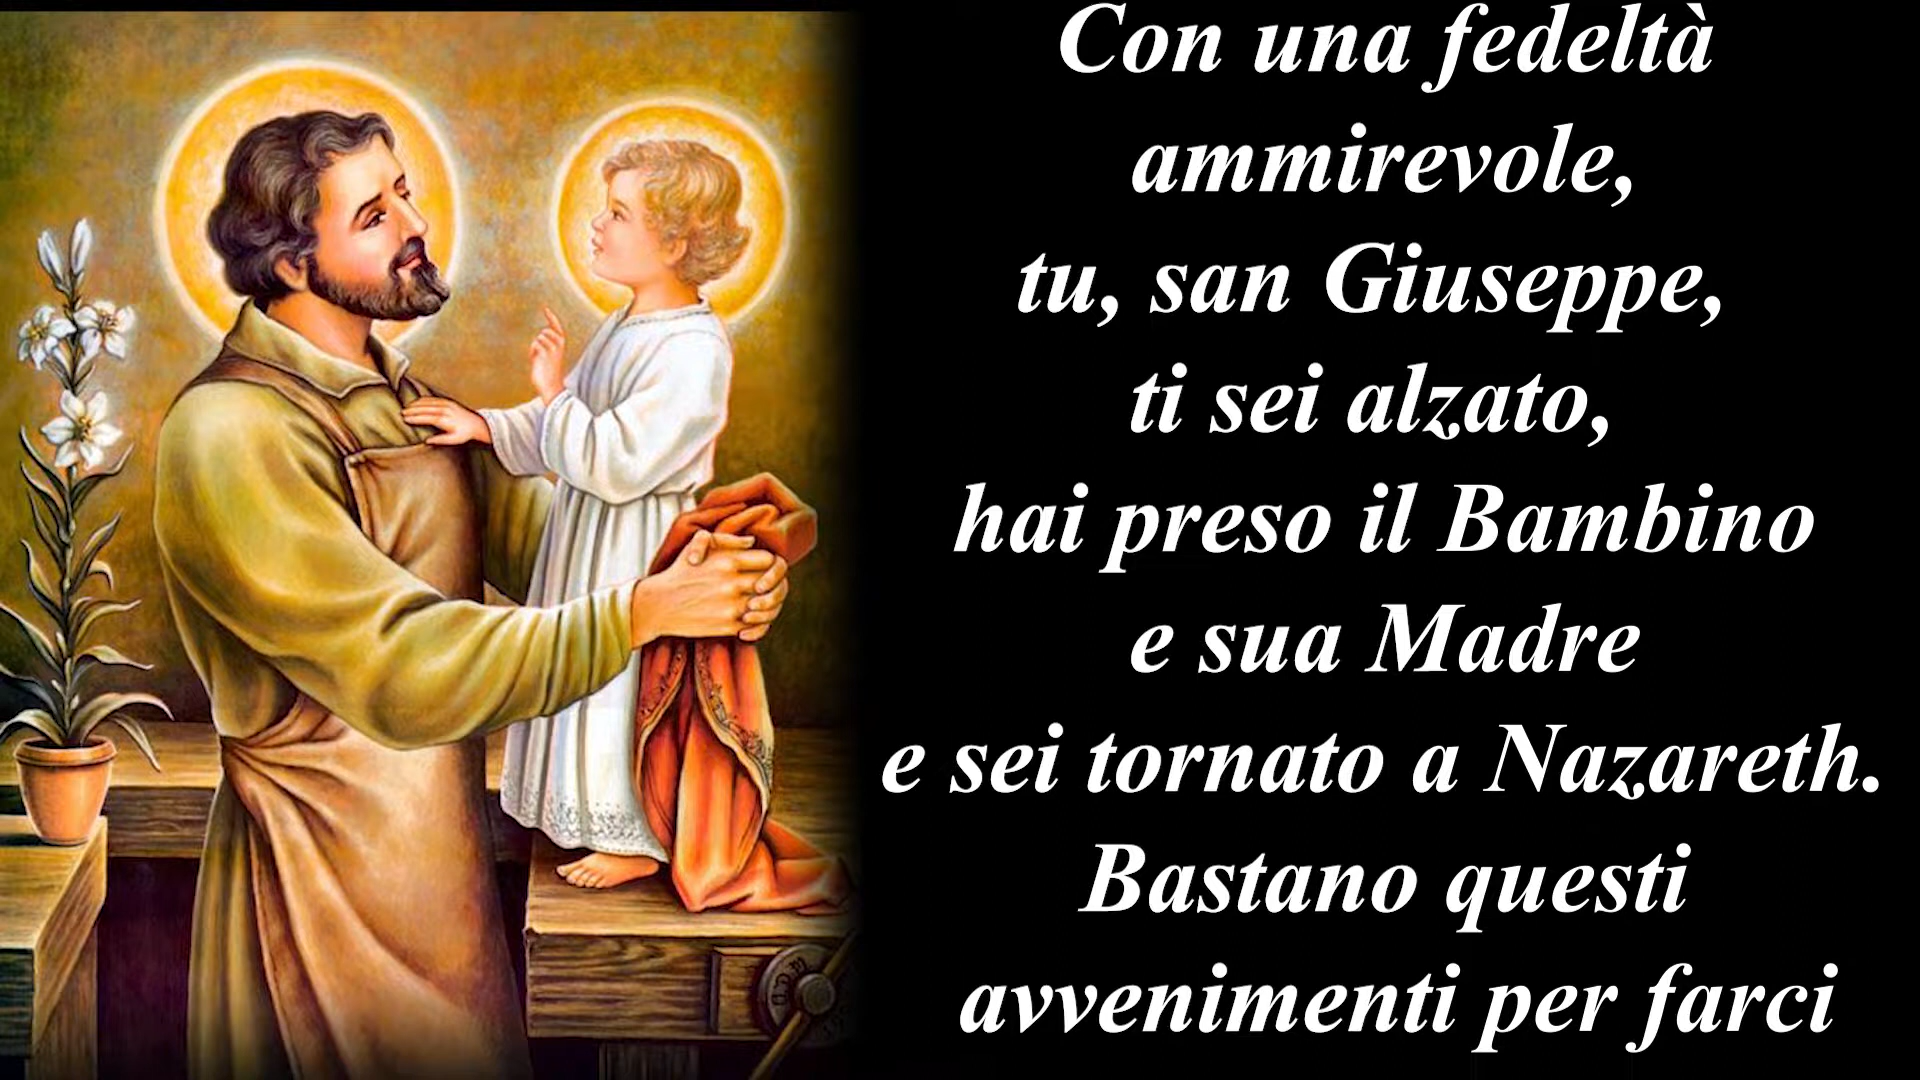 Con una fedeltà
ammirevole,
tu, san Giuseppe,
ti sei alzato,
hai preso il Bambino
e sua Madre
e sei tornato a Nazareth.
Bastano questi
avvenimenti per farci